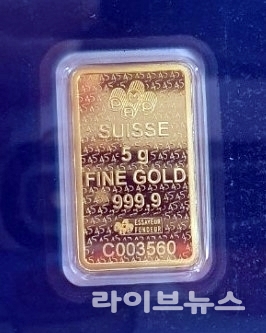 SUISSE
5 g
FINE GOLD
999.9
ESSAYEUR
FONDEUR
C003560
라이브뉴스